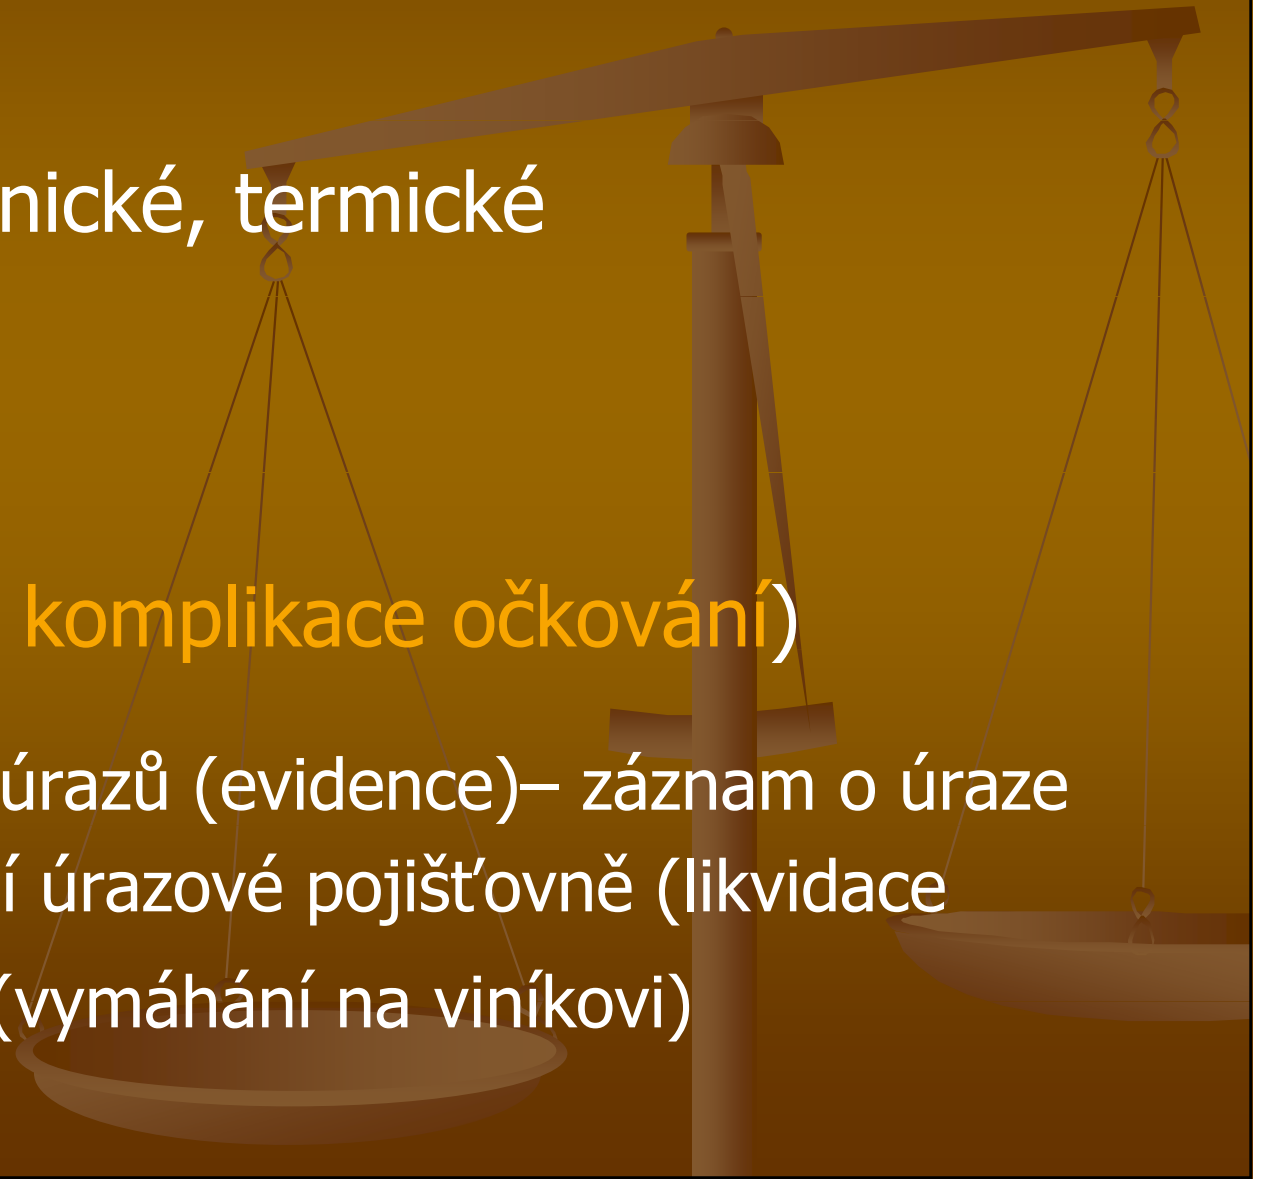 nické, termické
komplikace očkování)
úrazů (evidence)– záznam o úraze
í úrazové pojišťovně (likvidace
(vymáhání na viníkovi)